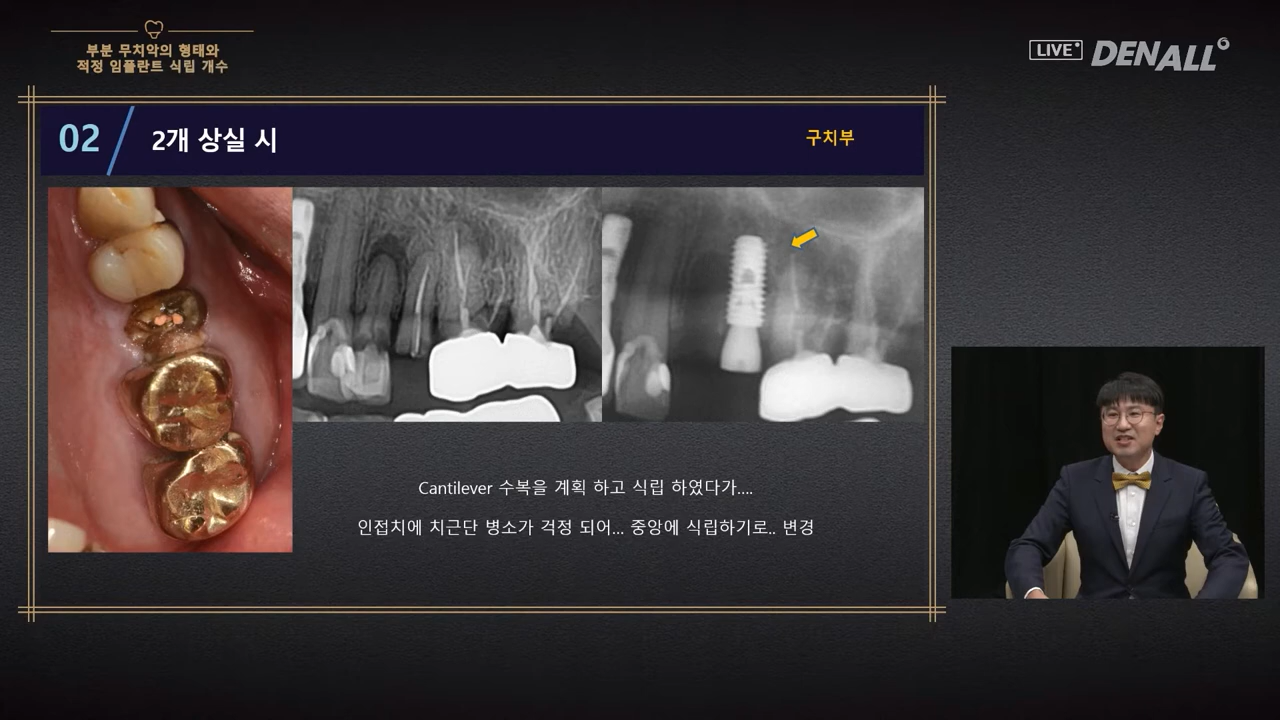 부분 무치악의 형태와
적정 임플란트 식립 개수
LIVE
DENALL
02
2개 상실 시
구치부
Cantilever 수복을 계획 하고 식립 하였다가....
인접치에 치근단 병소가 걱정 되어... 중앙에 식립하기로.. 변경